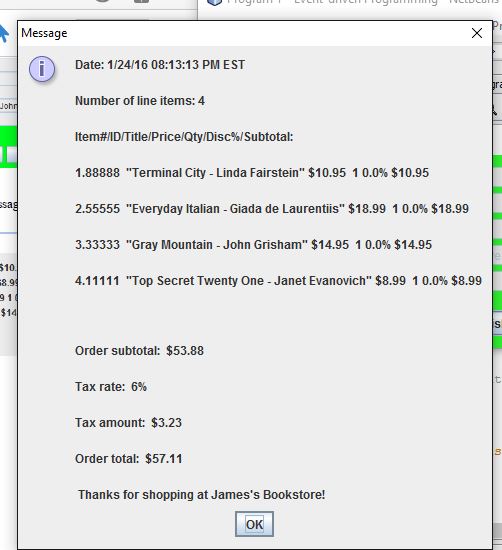 Program 1 - Event-driven Programming - NetBeans
Message
Date: 1/24/16 08:13:13 PM EST
Number of line items: 4
Item#/ID/Title/Price/Qty/Disc%/Subtotal:
1.88888 "Terminal City - Linda Fairstein" $10.95 1 0.0% $10.95
2.55555 "Everyday Italian - Giada de Laurentiis" $18.99 1 0.0% $18.99
3.33333 "Gray Mountain - John Grisham" $14.95 1 0.0% $14.95
4.11111 "Top Secret Twenty One - Janet Evanovich" $8.99 1 0.0% $8.99
Order subtotal: $53.88
Tax rate: 6%
Tax amount: $3.23
Order total: $57.11
Thanks for shopping at James's Bookstore!
OK